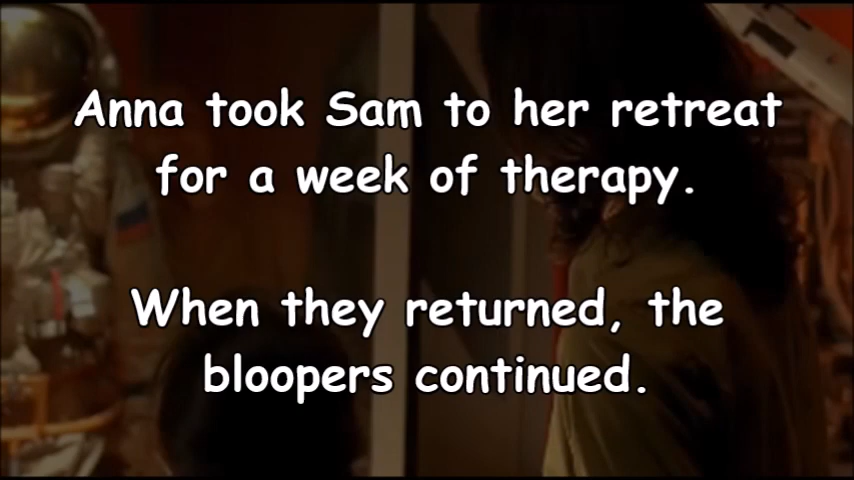 Anna took Sam to her retreat
for a week of therapy.
When they returned, the
bloopers continued.